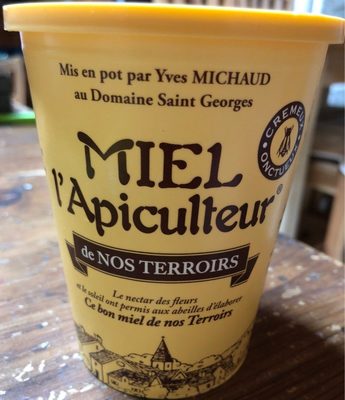 Mis en pot par Yves MICHAUD
au Domaine Saint Georges
CREMEUX
ONCTUEUX
MIEL
l'Apiculteur®
de NOS TERROIRS
Le nectar des fleurs
et le soleil ont permis aux abeilles d'élaborer
Ce bon miel de nos Terroirs